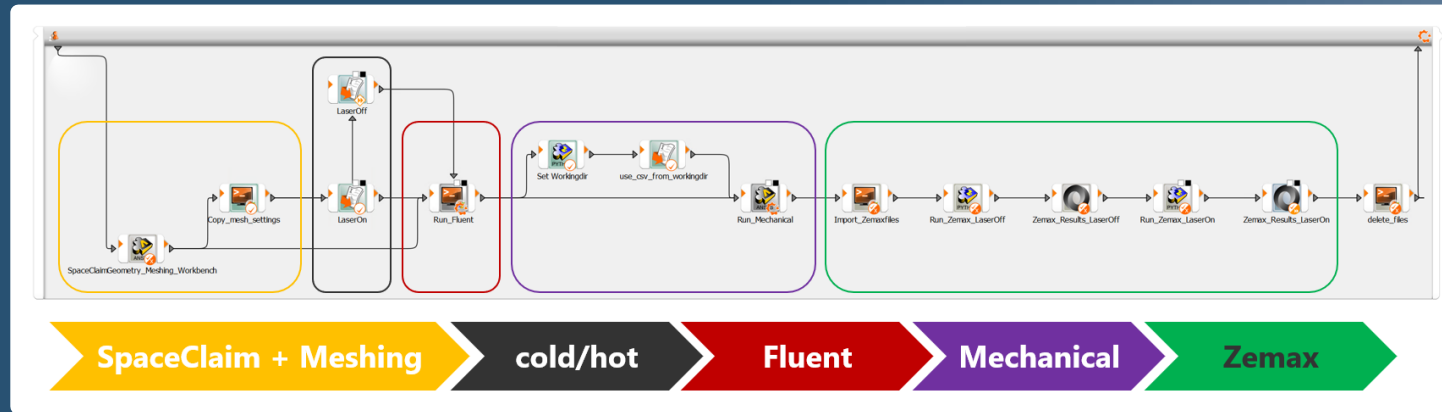 LaserOff
Set Workingdir
use_csv_from_workingdir
Copy_mesh_settings
LaserOn
Run_Fluent
Run_Mechanical
Import_Zemaxfiles
Run_Zemax_LaserOff
Zemax_Results_LaserOff
Run_Zemax_LaserOn
Zemax_Results_LaserOn
delete_files
SpaceClaimGeometry_Meshing_Workbench
SpaceClaim + Meshing
cold/hot
Fluent
Mechanical
Zemax